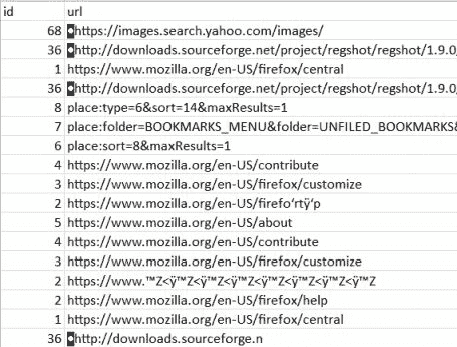 id url
68 https://images.search.yahoo.com/images/
36 http://downloads.sourceforge.net/project/regshot/regshot/1.9.0
1 https://www.mozilla.org/en-US/firefox/central
36 http://downloads.sourceforge.net/project/regshot/regshot/1.9.0
8 place:type=6&sort=14&maxResults=1
7 place:folder=BOOKMARKS_MENU&folder=UNFILED_BOOKMARKS&
6 place:sort=8&maxResults=1
4 https://www.mozilla.org/en-US/contribute
3 https://www.mozilla.org/en-US/firefox/customize
2 https://www.mozilla.org/en-US/firefo‘rtÿ‘p
5 https://www.mozilla.org/en-US/about
4 https://www.mozilla.org/en-US/contribute
3 https://www.mozilla.org/en-US/firefox/customize
2 https://www.™Z<ÿ™Z<ÿ™Z<ÿ™Z<ÿ™Z<ÿ™Z<ÿ™Z<ÿ™Z
2 https://www.mozilla.org/en-US/firefox/help
1 https://www.mozilla.org/en-US/firefox/central
36 http://downloads.sourceforge.n